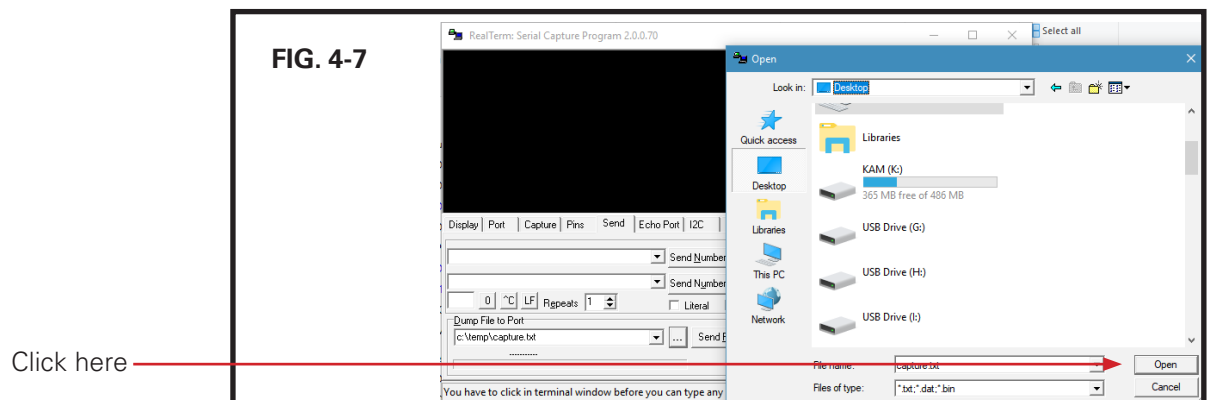 FIG. 4-7
RealTerm: Serial Capture Program 2.0.0.70
Select all
Open
Look in: Desktop
Quick access
Desktop
Libraries
This PC
Network
Libraries
KAM (K:)
365 MB free of 486 MB
USB Drive (G:)
USB Drive (H:)
USB Drive (I:)
Display Port Capture Pins Send Echo Port I2C
Send Number
Send Number
0 ^C LF Repeats 1 Literal
Dump File to Port
c:\temp\capture.txt ... Send
You have to click in terminal window before you can type any
Click here
File name: capture.txt Open
Files of type: *.txt;*.dat;*.bin Cancel